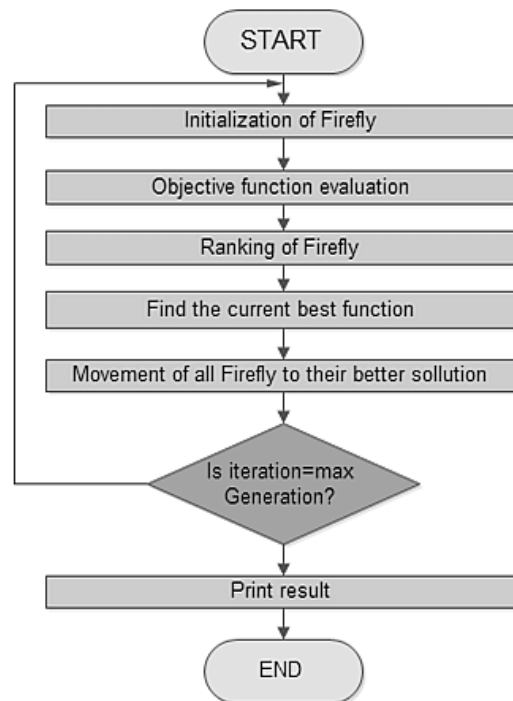 START
Initialization of Firefly
Objective function evaluation
Ranking of Firefly
Find the current best function
Movement of all Firefly to their better sollution
Is iteration=max
Generation?
Print result
END